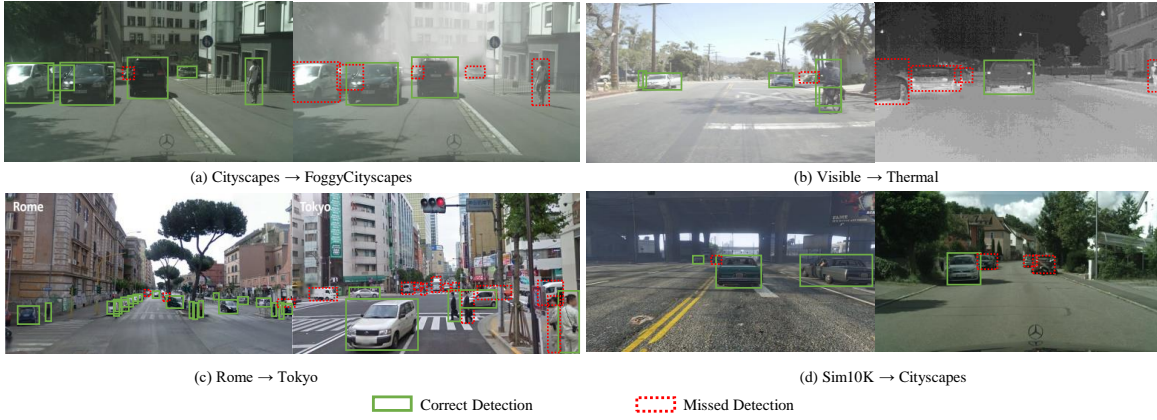 (a) Cityscapes → FoggyCityscapes
(b) Visible → Thermal
Rome
Tokyo
(c) Rome → Tokyo
(d) Sim10K → Cityscapes
Correct Detection
Missed Detection